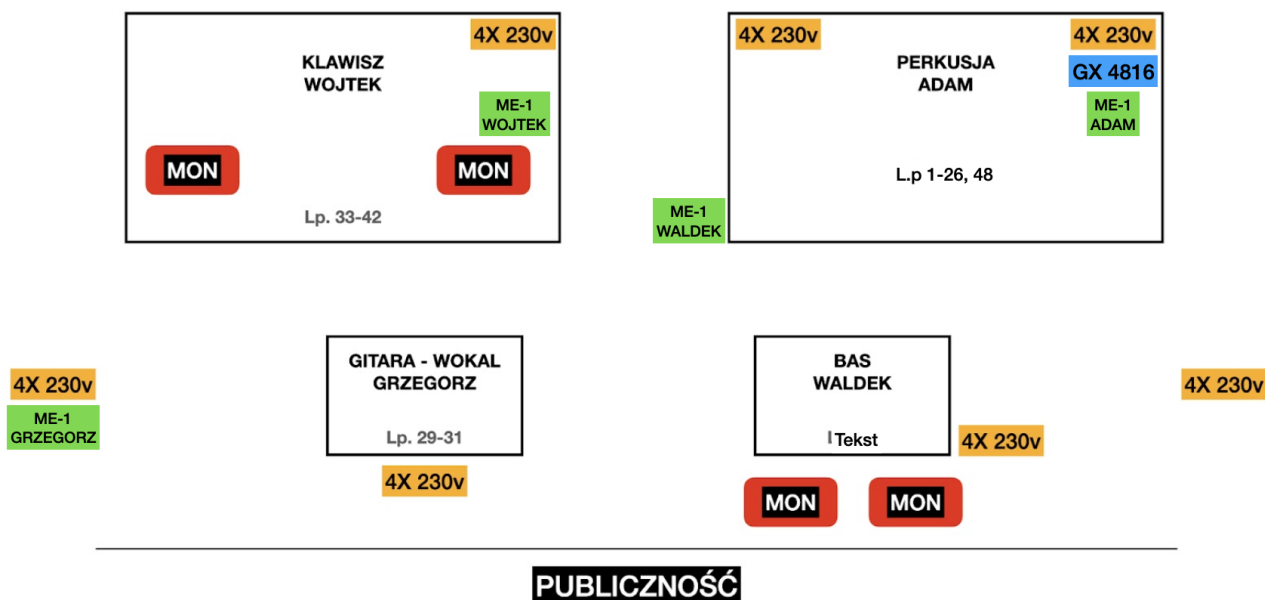 4X 230v
KLAWISZ
WOJTEK
ME-1
WOJTEK
MON
MON
Lp. 33-42
4X 230v
4X 230v
PERKUSJA
ADAM
GX 4816
ME-1
ADAM
L.p 1-26, 48
ME-1
WALDEK
4X 230v
ME-1
GRZEGORZ
GITARA - WOKAL
GRZEGORZ
Lp. 29-31
4X 230v
BAS
WALDEK
Tekst
4X 230v
MON
MON
4X 230v
PUBLICZNOŚĆ